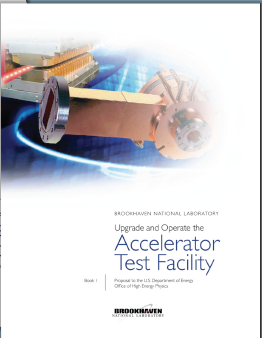 BROOKHAVEN NATIONAL LABORATORY
Upgrade and Operate the
Accelerator
Test Facility
Book 1
Proposal to the U.S. Department of Energy
Office of High Energy Physics
BROOKHAVEN
NATIONAL LABORATORY